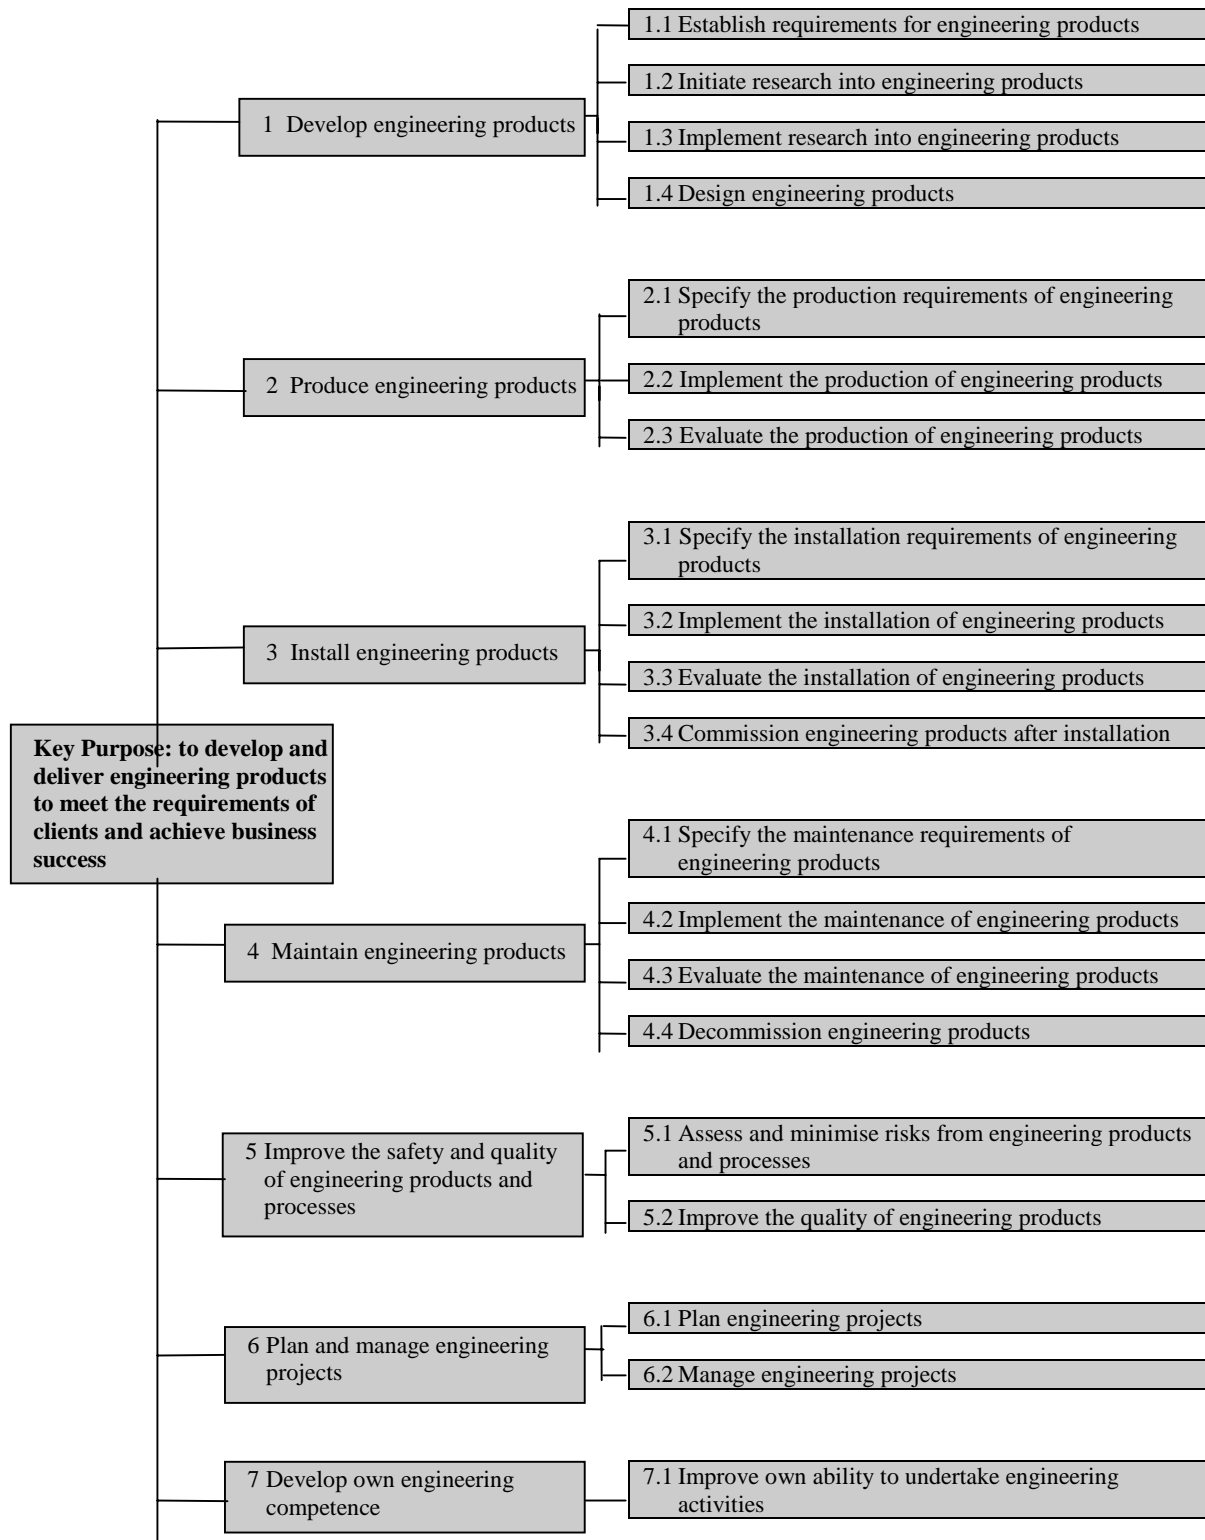 1.1 Establish requirements for engineering products
1.2 Initiate research into engineering products
1 Develop engineering products
1.3 Implement research into engineering products
1.4 Design engineering products
2.1 Specify the production requirements of engineering
products
2 Produce engineering products
2.2 Implement the production of engineering products
2.3 Evaluate the production of engineering products
3.1 Specify the installation requirements of engineering
products
3.2 Implement the installation of engineering products
3 Install engineering products
3.3 Evaluate the installation of engineering products
3.4 Commission engineering products after installation
Key Purpose: to develop and
deliver engineering products
to meet the requirements of
clients and achieve business
success
4.1 Specify the maintenance requirements of
engineering products
4.2 Implement the maintenance of engineering products
4 Maintain engineering products
4.3 Evaluate the maintenance of engineering products
4.4 Decommission engineering products
5 Improve the safety and quality
of engineering products and
processes
5.1 Assess and minimise risks from engineering products
and processes
5.2 Improve the quality of engineering products
6.1 Plan engineering projects
6 Plan and manage engineering
projects
6.2 Manage engineering projects
7 Develop own engineering
competence
7.1 Improve own ability to undertake engineering
activities